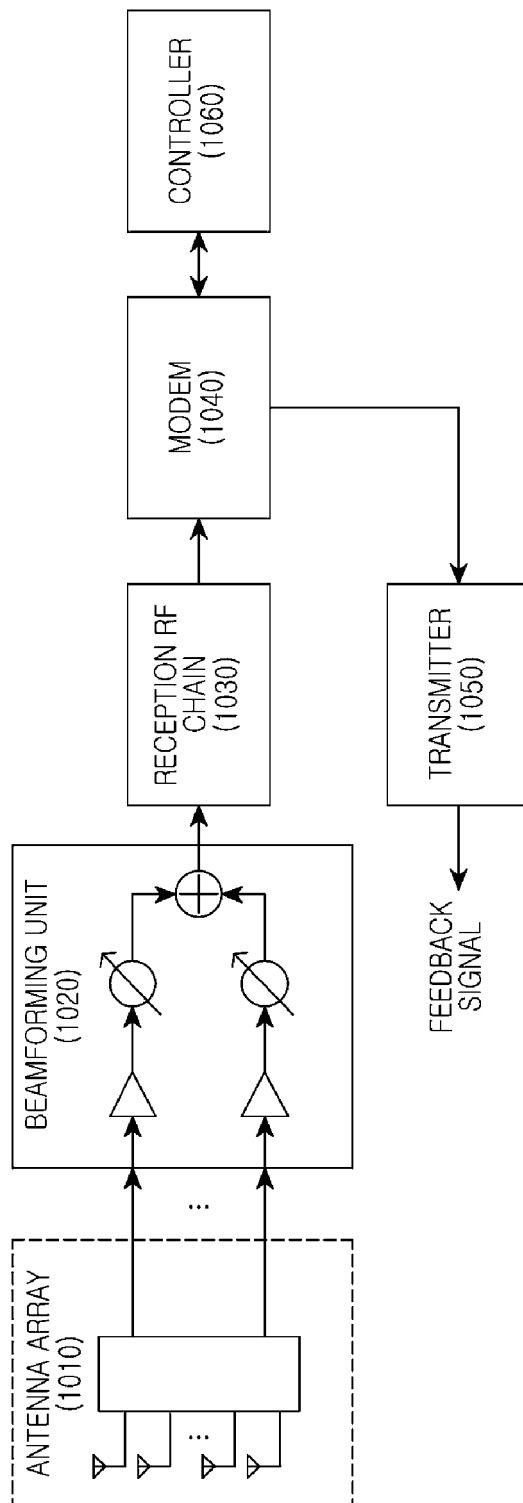 ANTENNA ARRAY
(1010)
...
...
BEAMFORMING UNIT
(1020)
RECEPTION RF
CHAIN
(1030)
MODEM
(1040)
CONTROLLER
(1060)
TRANSMITTER
(1050)
FEEDBACK
SIGNAL